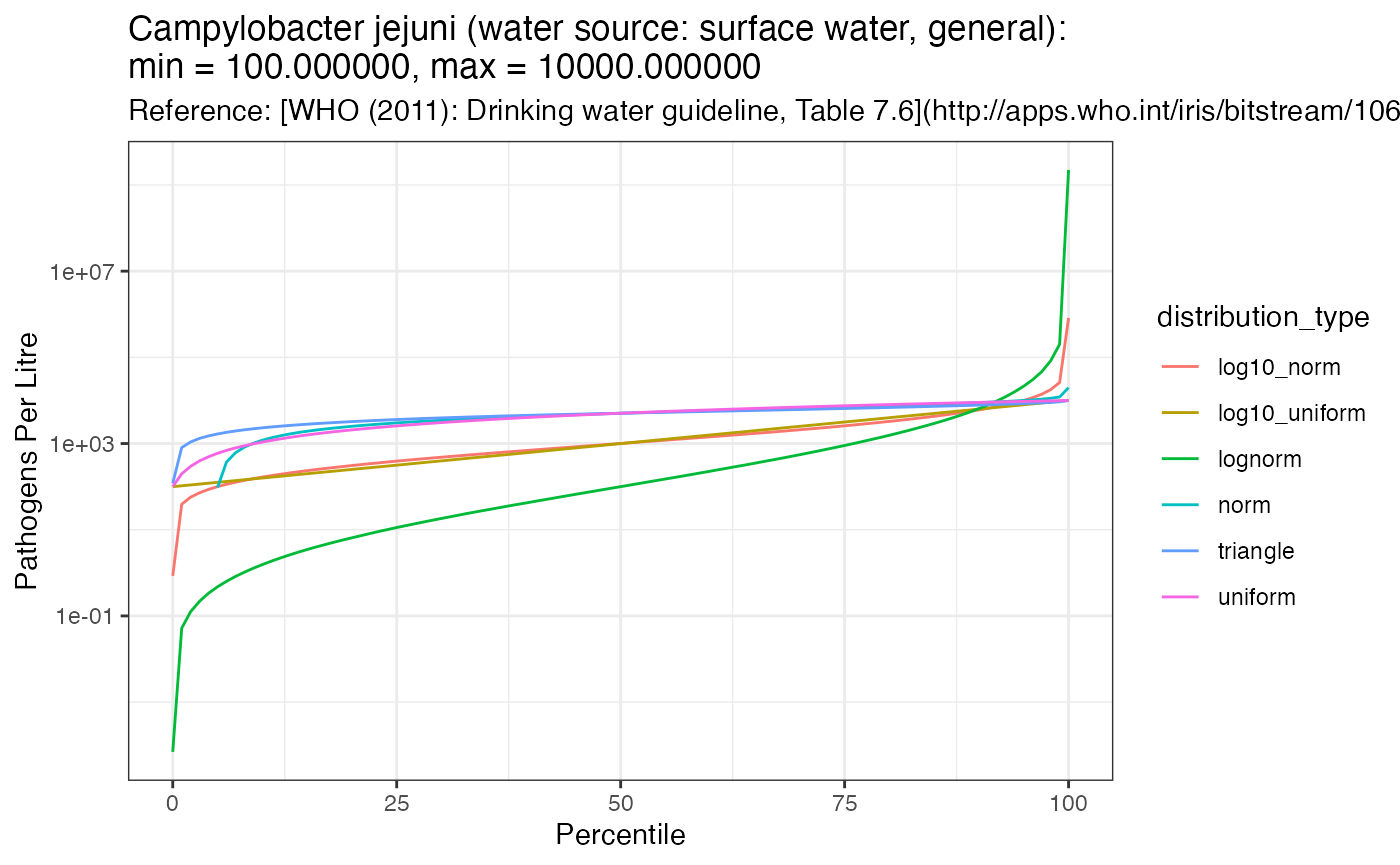 Campylobacter jejuni (water source: surface water, general):
min = 100.000000, max = 10000.000000
Reference: [WHO (2011): Drinking water guideline, Table 7.6](http://apps.who.int/iris/bitstream/106
Pathogens Per Litre
1e+07
1e+03
1e-01
0 25 50 75 100
Percentile
distribution_type
log10_norm
log10_uniform
lognorm
norm
triangle
uniform